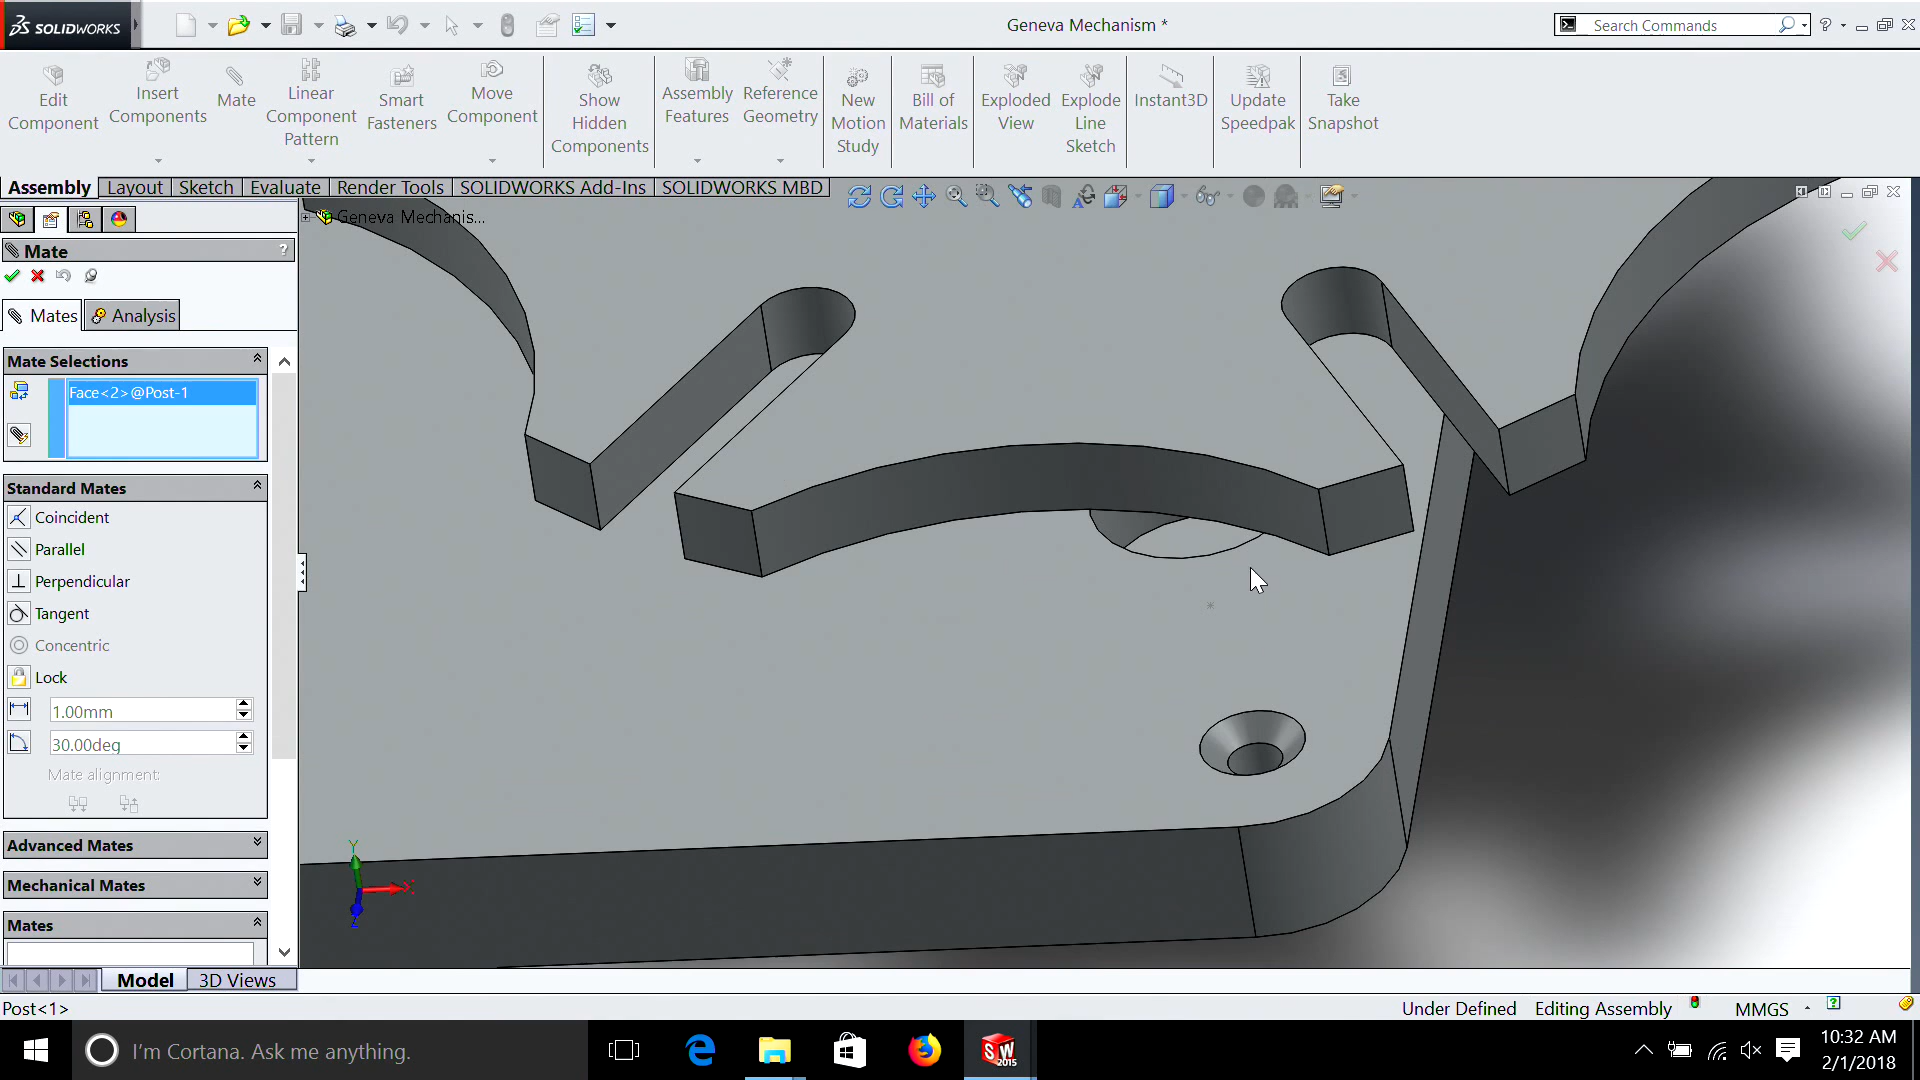 SOLIDWORKS
Geneva Mechanism *
Search Commands
?
Edit Component
Insert Components
Mate
Linear Component Pattern
Smart Fasteners
Move Component
Show Hidden Components
Assembly Features
Reference Geometry
New Motion Study
Bill of Materials
Exploded View
Explode Line Sketch
Instant3D
Update Speedpak
Take Snapshot
Assembly
Layout
Sketch
Evaluate
Render Tools
SOLIDWORKS Add-Ins
SOLIDWORKS MBD
Geneva Mechanis...
Mate
?
Mates
Analysis
Mate Selections
Face<2>@Post-1
Standard Mates
Coincident
Parallel
Perpendicular
Tangent
Concentric
Lock
1.00mm
30.00deg
Mate alignment:
Advanced Mates
Mechanical Mates
Mates
Y
X
Z
Model
3D Views
Post<1>
Under Defined
Editing Assembly
MMGS
?
I'm Cortana. Ask me anything.
SW
2015
10:32 AM
2/1/2018